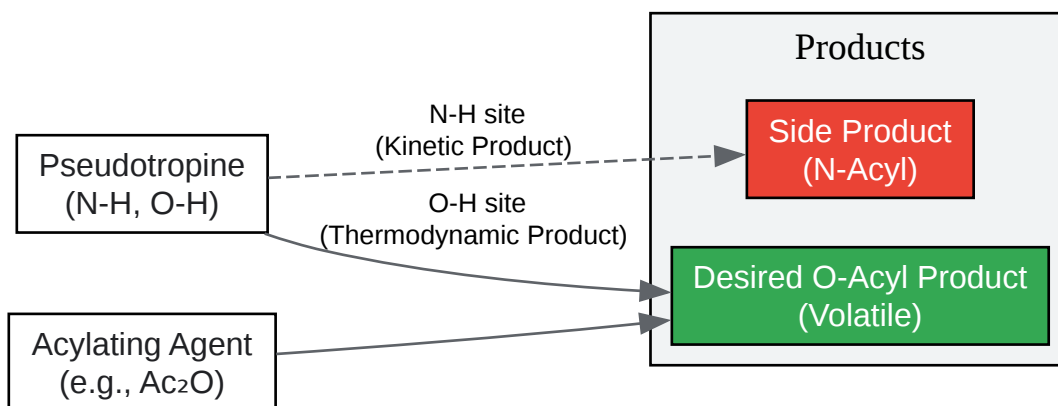 Products
N-H site
(Kinetic Product)
Side Product
(N-Acyl)
Pseudotropine
(N-H, O-H)
O-H site
(Thermodynamic Product)
Desired O-Acyl Product
(Volatile)
Acylating Agent
(e.g., Ac₂O)